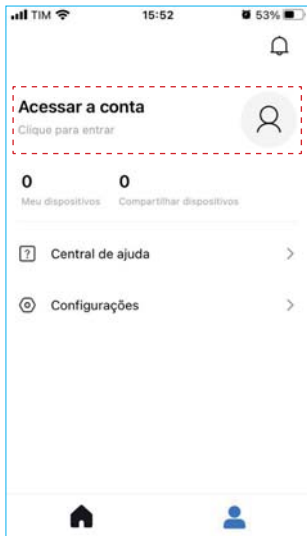 TIM 15:52 53%
Acessar a conta
Clique para entrar
0 0
Meu dispositivos Compartilhar dispositivos
? Central de ajuda
Configurações